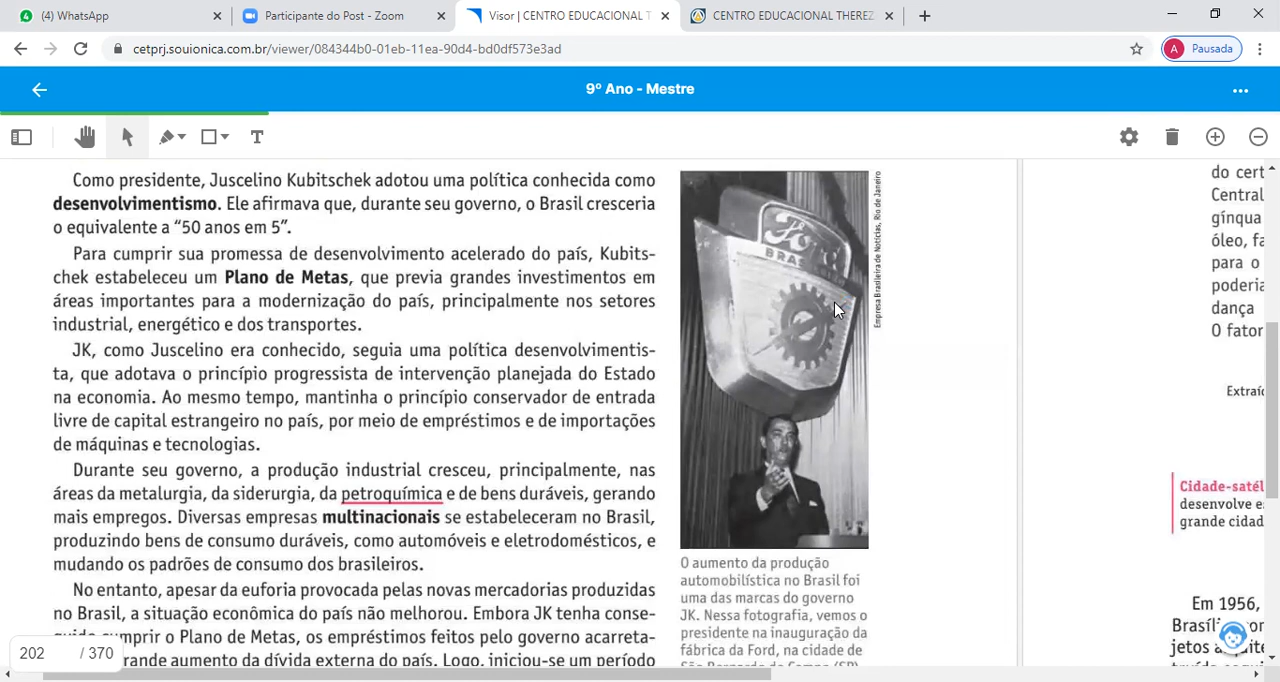 (4) WhatsApp
Participante do Post - Zoom
Visor | CENTRO EDUCACIONAL T
CENTRO EDUCACIONAL THEREZ
cetprj.souionica.com.br/viewer/084344b0-01eb-11ea-90d4-bd0df573e3ad
A Pausada
9º Ano - Mestre
Como presidente, Juscelino Kubitschek adotou uma política conhecida como
desenvolvimentismo. Ele afirmava que, durante seu governo, o Brasil cresceria
o equivalente a “50 anos em 5”.
Para cumprir sua promessa de desenvolvimento acelerado do país, Kubits-
chek estabeleceu um Plano de Metas, que previa grandes investimentos em
áreas importantes para a modernização do país, principalmente nos setores
industrial, energético e dos transportes.
JK, como Juscelino era conhecido, seguia uma política desenvolvimentis-
ta, que adotava o princípio progressista de intervenção planejada do Estado
na economia. Ao mesmo tempo, mantinha o princípio conservador de entrada
livre de capital estrangeiro no país, por meio de empréstimos e de importações
de máquinas e tecnologias.
Durante seu governo, a produção industrial cresceu, principalmente, nas
áreas da metalurgia, da siderurgia, da petroquímica e de bens duráveis, gerando
mais empregos. Diversas empresas multinacionais se estabeleceram no Brasil,
produzindo bens de consumo duráveis, como automóveis e eletrodomésticos, e
mudando os padrões de consumo dos brasileiros.
No entanto, apesar da euforia provocada pelas novas mercadorias produzidas
no Brasil, a situação econômica do país não melhorou. Embora JK tenha conse-
guido cumprir o Plano de Metas, os empréstimos feitos pelo governo acarreta-
rande aumento da dívida externa do país. Logo, iniciou-se um período
202 / 370
Ford
BRASIL
Empresa Brasileira de Notícias, Rio de Janeiro
O aumento da produção
automobilística no Brasil foi
uma das marcas do governo
JK. Nessa fotografia, vemos o
presidente na inauguração da
fábrica da Ford, na cidade de
São Bernardo do Campo (SP)
do cert
Central
gínqua
óleo, fa
para o
poderia
dança
O fator
Extraíd
Cidade-satél
desenvolve e
grande cidad
Em 1956,